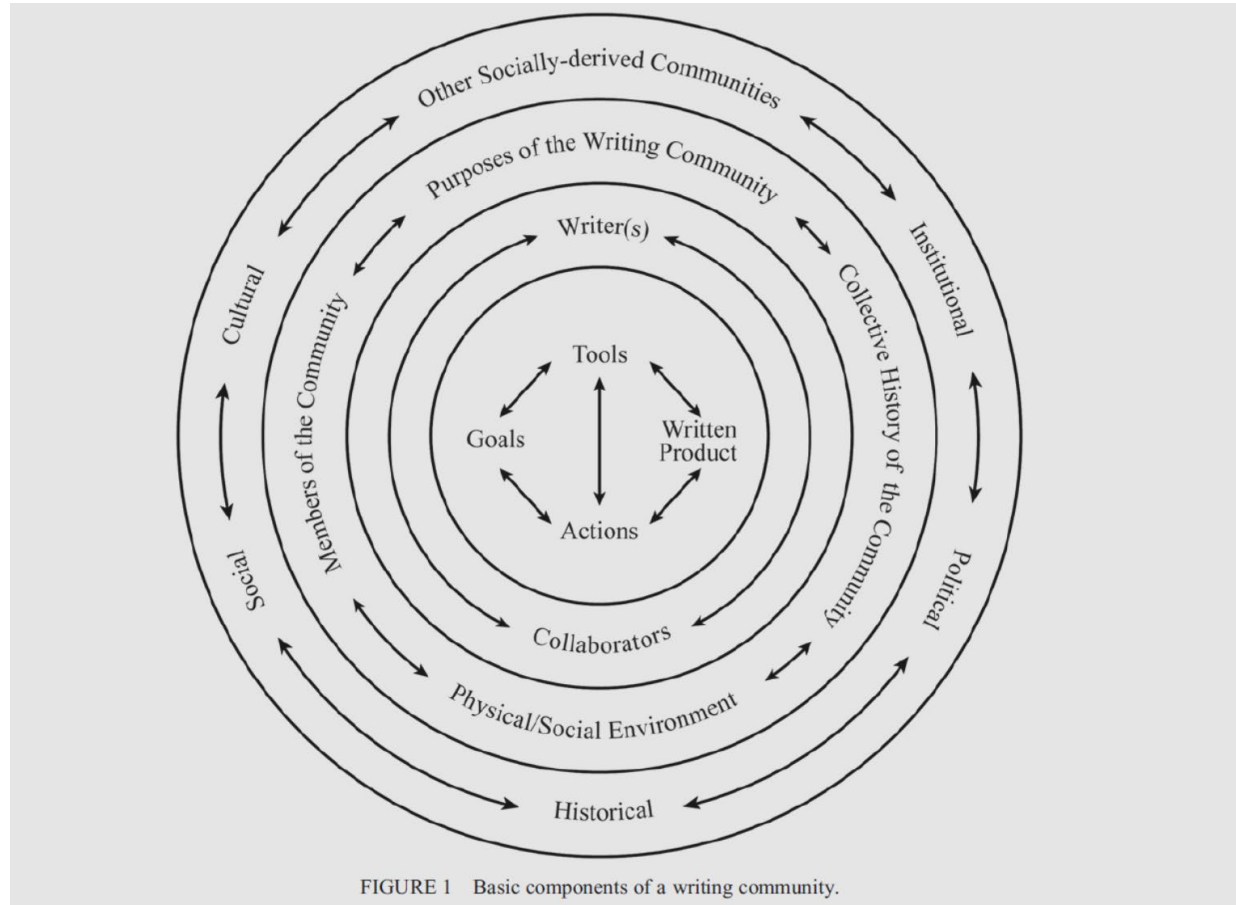 Other Socially-derived Communities
Cultural
Institutional
Social
Political
Historical
Purposes of the Writing Community
Members of the Community
Collective History of the Community
Physical/Social Environment
Writer(s)
Collaborators
Tools
Goals
Written
Product
Actions
FIGURE 1 Basic components of a writing community.